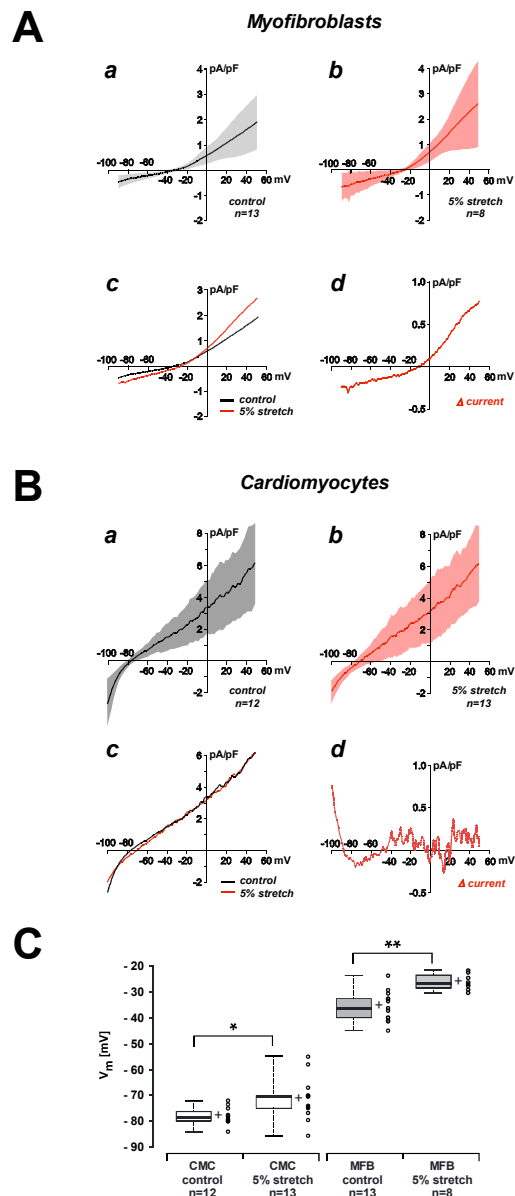 A
Myofibroblasts
a
pA/pF
4
3
2
1
-100
-80
-60
-40
-20
20
40
60 mV
-1
-2
control
n=13
b
pA/pF
4
3
2
1
-100
-80
-60
-40
-20
20
40
60 mV
-1
-2
5% stretch
n=8
c
pA/pF
3
2
1
-100
-80
-60
-40
-20
20
40
60 mV
-1
-2
control
5% stretch
d
pA/pF
1.0
0.5
-100
-80
-60
-40
-20
20
40
60 mV
-0.5
Δ current
B
Cardiomyocytes
a
pA/pF
8
6
4
2
-100
-80
-60
-40
-20
20
40
60 mV
-2
control
n=12
b
pA/pF
8
6
4
2
-100
-80
-60
-40
-20
20
40
60 mV
-2
5% stretch
n=13
c
pA/pF
6
4
2
-100
-80
-60
-40
-20
20
40
60 mV
-2
control
5% stretch
d
pA/pF
1.0
0.5
-100
-80
-60
-40
-20
20
40
60 mV
-0.5
Δ current
C
Vm [mV]
- 20
- 30
- 40
- 50
- 60
- 70
- 80
- 90
*
**
CMC control n=12
CMC 5% stretch n=13
MFB control n=13
MFB 5% stretch n=8